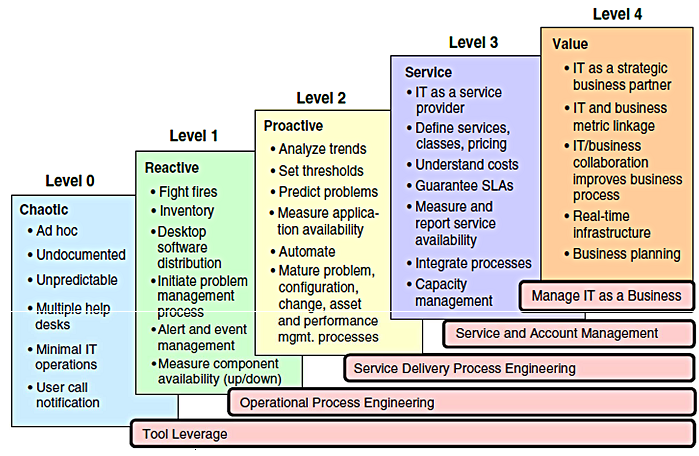 Level 0
Chaotic
• Ad hoc
• Undocumented
• Unpredictable
• Multiple help
desks
• Minimal IT
operations
• User call
notification
Level 1
Reactive
• Fight fires
• Inventory
• Desktop
software
distribution
• Initiate problem
management
process
• Alert and event
management
• Measure component
availability (up/down)
Level 2
Proactive
• Analyze trends
• Set thresholds
• Predict problems
• Measure applica-
tion availability
• Automate
• Mature problem,
configuration,
change, asset
and performance
mgmt. processes
Level 3
Service
• IT as a service
provider
• Define services,
classes, pricing
• Understand costs
• Guarantee SLAs
• Measure and
report service
availability
• Integrate processes
• Capacity
management
Level 4
Value
• IT as a strategic
business partner
• IT and business
metric linkage
• IT/business
collaboration
improves business
process
• Real-time
infrastructure
• Business planning
Manage IT as a Business
Service and Account Management
Service Delivery Process Engineering
Operational Process Engineering
Tool Leverage